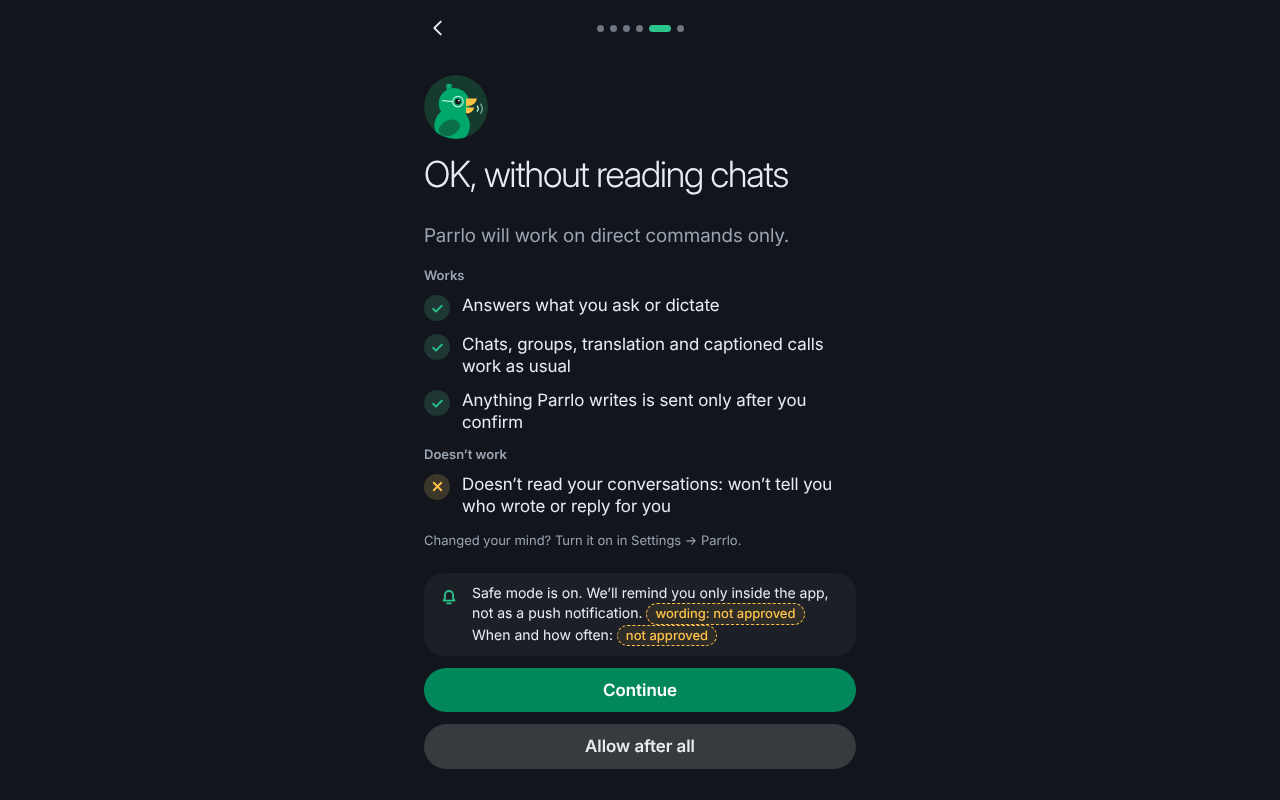 OK, without reading chats
Parrlo will work on direct commands only.
Works
Answers what you ask or dictate
Chats, groups, translation and captioned calls
work as usual
Anything Parrlo writes is sent only after you
confirm
Doesn’t work
Doesn’t read your conversations: won’t tell you
who wrote or reply for you
Changed your mind? Turn it on in Settings → Parrlo.
Safe mode is on. We’ll remind you only inside the app,
not as a push notification. wording: not approved
When and how often: not approved
Continue
Allow after all